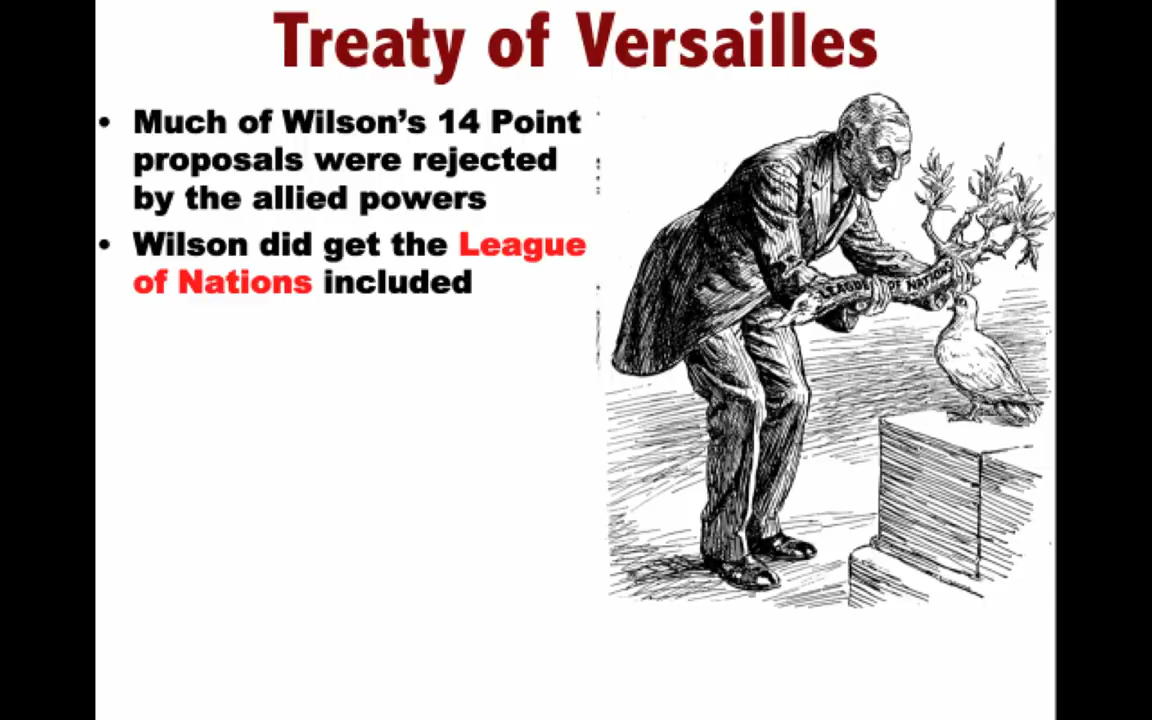 Treaty of Versailles
• Much of Wilson’s 14 Point
proposals were rejected
by the allied powers
• Wilson did get the League
of Nations included
LEAGUE OF NATIONS